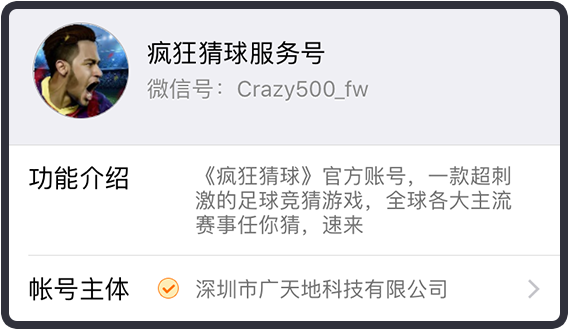 疯狂猜球服务号
微信号：Crazy500_fw
功能介绍
《疯狂猜球》官方账号，一款超刺
激的足球竞猜游戏，全球各大主流
赛事任你猜，速来
帐号主体
深圳市广天地科技有限公司